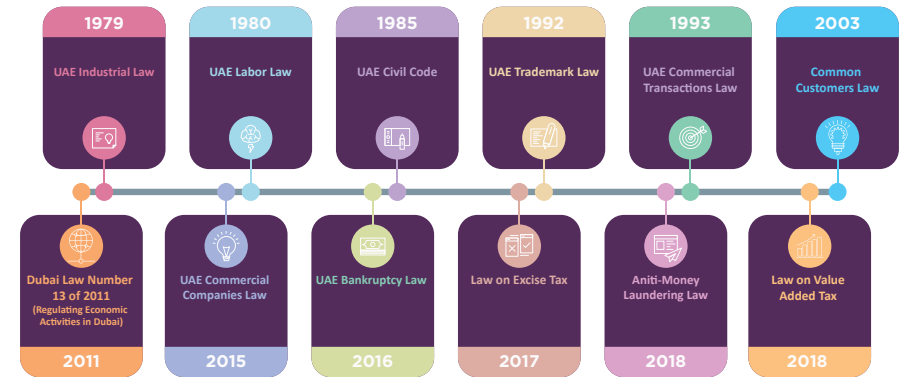 1979
UAE Industrial Law
1980
UAE Labor Law
1985
UAE Civil Code
1992
UAE Trademark Law
1993
UAE Commercial
Transactions Law
2003
Common
Customers Law
Dubai Law Number
13 of 2011
(Regulating Economic
Activities in Dubai)
2011
UAE Commercial
Companies Law
2015
UAE Bankruptcy Law
2016
Law on Excise Tax
2017
Aniti-Money
Laundering Law
2018
Law on Value
Added Tax
2018